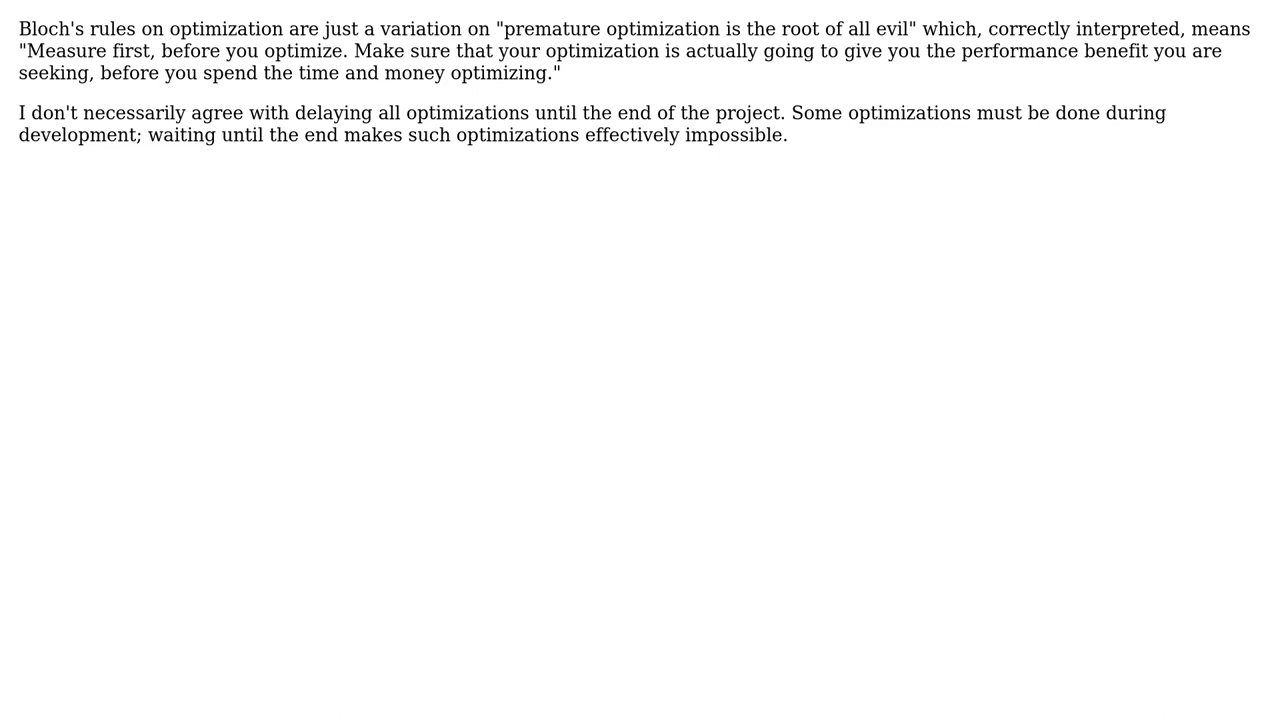 Bloch's rules on optimization are just a variation on "premature optimization is the root of all evil" which, correctly interpreted, means
"Measure first, before you optimize. Make sure that your optimization is actually going to give you the performance benefit you are
seeking, before you spend the time and money optimizing."
I don't necessarily agree with delaying all optimizations until the end of the project. Some optimizations must be done during
development; waiting until the end makes such optimizations effectively impossible.